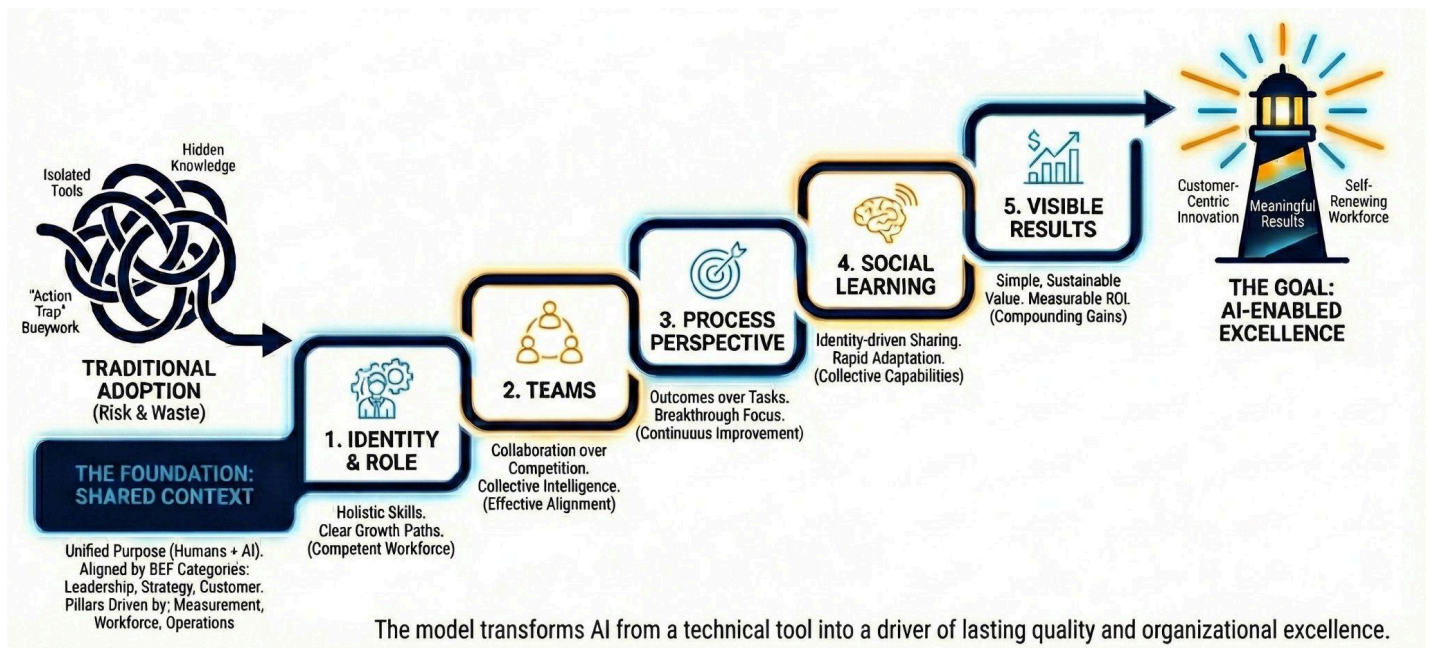 Hidden
Knowledge
Isolated
Tools
"Action
Trap"
Bueywork
TRADITIONAL
ADOPTION
(Risk & Waste)
THE FOUNDATION:
SHARED CONTEXT
Unified Purpose (Humans + AI).
Aligned by BEF Categories:
Leadership, Strategy, Customer.
Pillars Driven by; Measurement,
Workforce, Operations
1. IDENTITY
& ROLE
Holistic Skills.
Clear Growth Paths.
(Competent Workforce)
2. TEAMS
Collaboration over
Competition.
Collective Intelligence.
(Effective Alignment)
3. PROCESS
PERSPECTIVE
Outcomes over Tasks.
Breakthrough Focus.
(Continuous Improvement)
4. SOCIAL
LEARNING
Identity-driven Sharing.
Rapid Adaptation.
(Collective Capabilities)
$
5. VISIBLE
RESULTS
Simple, Sustainable
Value. Measurable ROI.
(Compounding Gains)
Customer-
Centric
Innovation
Meaningful
Results
Self-
Renewing
Workforce
THE GOAL:
AI-ENABLED
EXCELLENCE
The model transforms AI from a technical tool into a driver of lasting quality and organizational excellence.